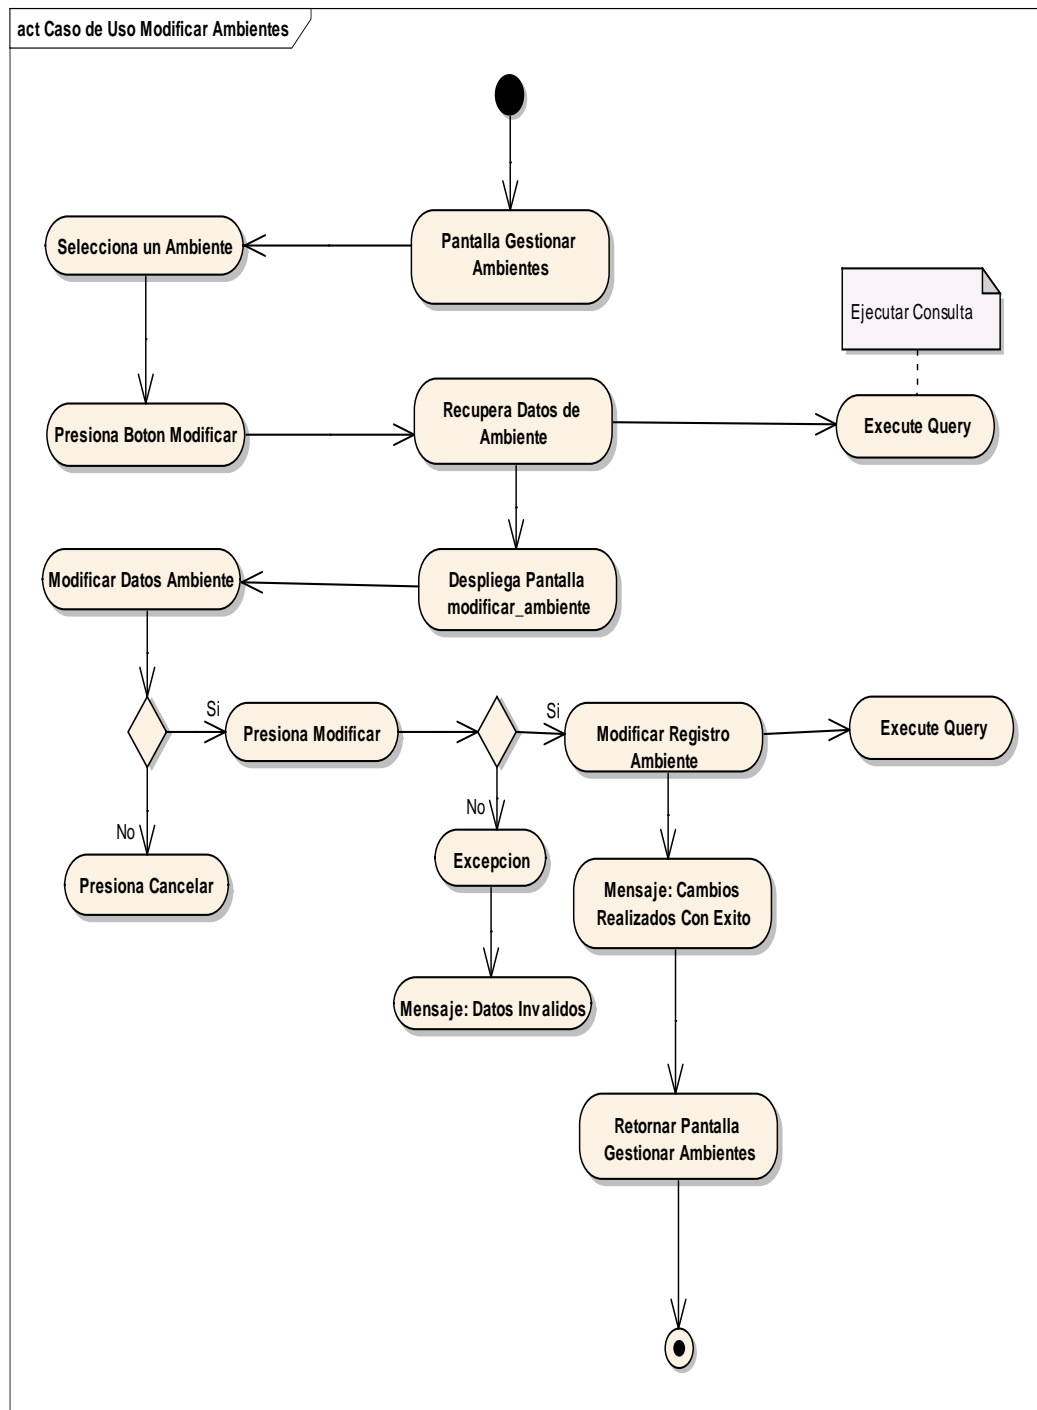 act Caso de Uso Modificar Ambientes
Selecciona un Ambiente
Pantalla Gestionar
Ambientes
Ejecutar Consulta
Presiona Boton Modificar
Recupera Datos de
Ambiente
Execute Query
Modificar Datos Ambiente
Despliega Pantalla
modificar_ambiente
Si
Presiona Modificar
Si
Modificar Registro
Ambiente
Execute Query
No
Presiona Cancelar
No
Excepcion
Mensaje: Cambios
Realizados Con Exito
Mensaje: Datos Invalidos
Retornar Pantalla
Gestionar Ambientes